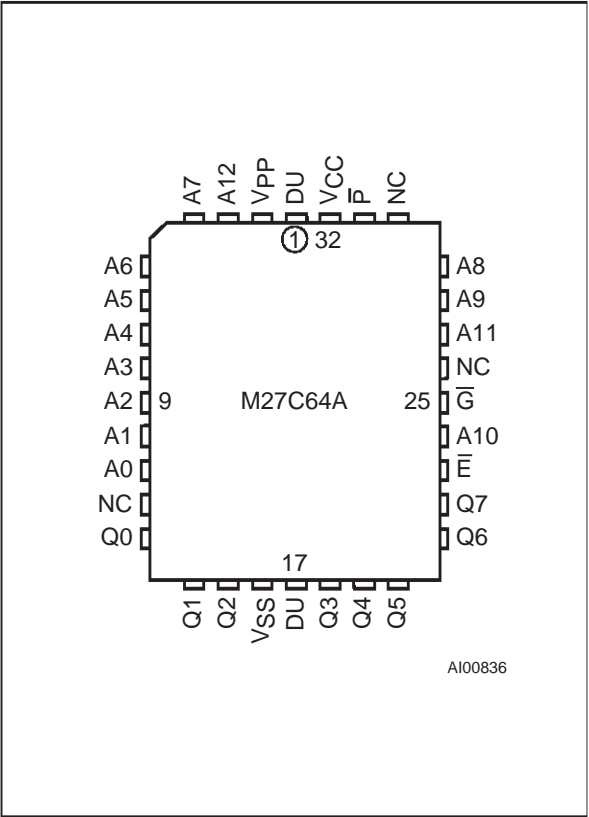 A7 A12 VPP DU VCC P̅ NC
1 32
A6 A8
A5 A9
A4 A11
A3 NC
A2 9 M27C64A 25 G̅
A1 A10
A0 E̅
NC Q7
Q0 Q6
17
Q1 Q2 VSS DU Q3 Q4 Q5
AI00836